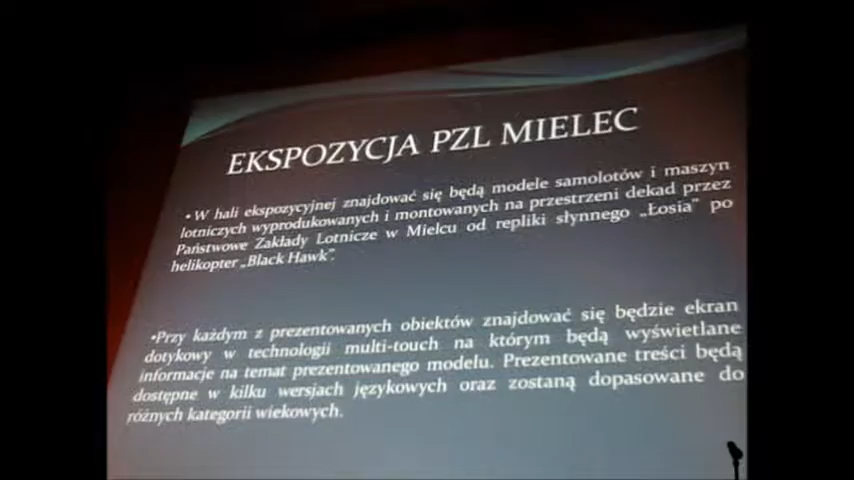 EKSPOZYCJA PZL MIELEC
• W hali ekspozycyjnej znajdować się będą modele samolotów i maszyn
lotniczych wyprodukowanych i montowanych na przestrzeni dekad przez
Państwowe Zakłady Lotnicze w Mielcu od repliki słynnego „Łosia” po
helikopter „Black Hawk”.
•Przy każdym z prezentowanych obiektów znajdować się będzie ekran
dotykowy w technologii multi-touch na którym będą wyświetlane
informacje na temat prezentowanego modelu. Prezentowane treści będą
dostępne w kilku wersjach językowych oraz zostaną dopasowane do
różnych kategorii wiekowych.